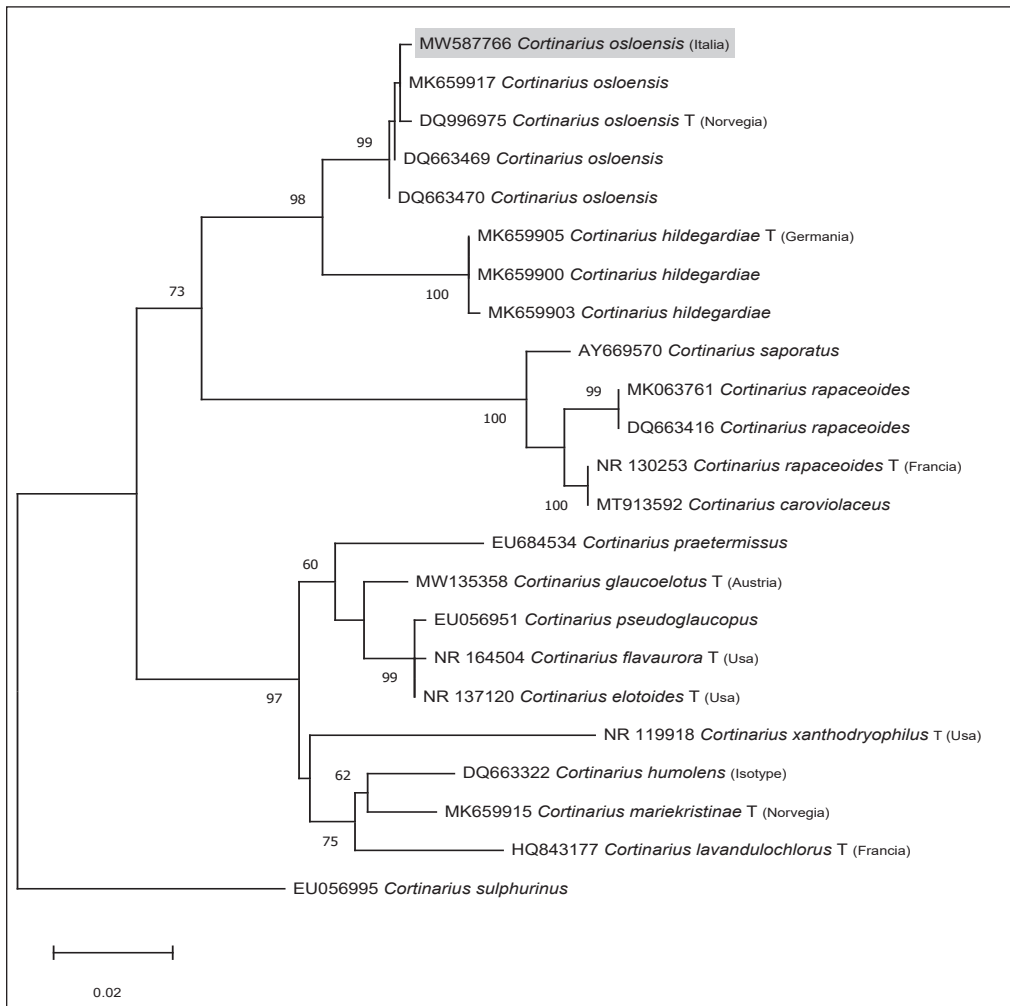 MW587766 Cortinarius osloensis (Italia)
MK659917 Cortinarius osloensis
DQ996975 Cortinarius osloensis T (Norvegia)
99
DQ663469 Cortinarius osloensis
DQ663470 Cortinarius osloensis
98
MK659905 Cortinarius hildegardiae T (Germania)
MK659900 Cortinarius hildegardiae
73
100
MK659903 Cortinarius hildegardiae
AY669570 Cortinarius saporatus
99
MK063761 Cortinarius rapaceoides
100
DQ663416 Cortinarius rapaceoides
NR 130253 Cortinarius rapaceoides T (Francia)
100
MT913592 Cortinarius caroviolaceus
EU684534 Cortinarius praetermissus
60
MW135358 Cortinarius glaucoelotus T (Austria)
EU056951 Cortinarius pseudoglaucopus
NR 164504 Cortinarius flavaurora T (Usa)
99
97
NR 137120 Cortinarius elotoides T (Usa)
NR 119918 Cortinarius xanthodryophilus T (Usa)
62
DQ663322 Cortinarius humolens (Isotype)
MK659915 Cortinarius mariekristinae T (Norvegia)
75
HQ843177 Cortinarius lavandulochlorus T (Francia)
EU056995 Cortinarius sulphurinus
0.02